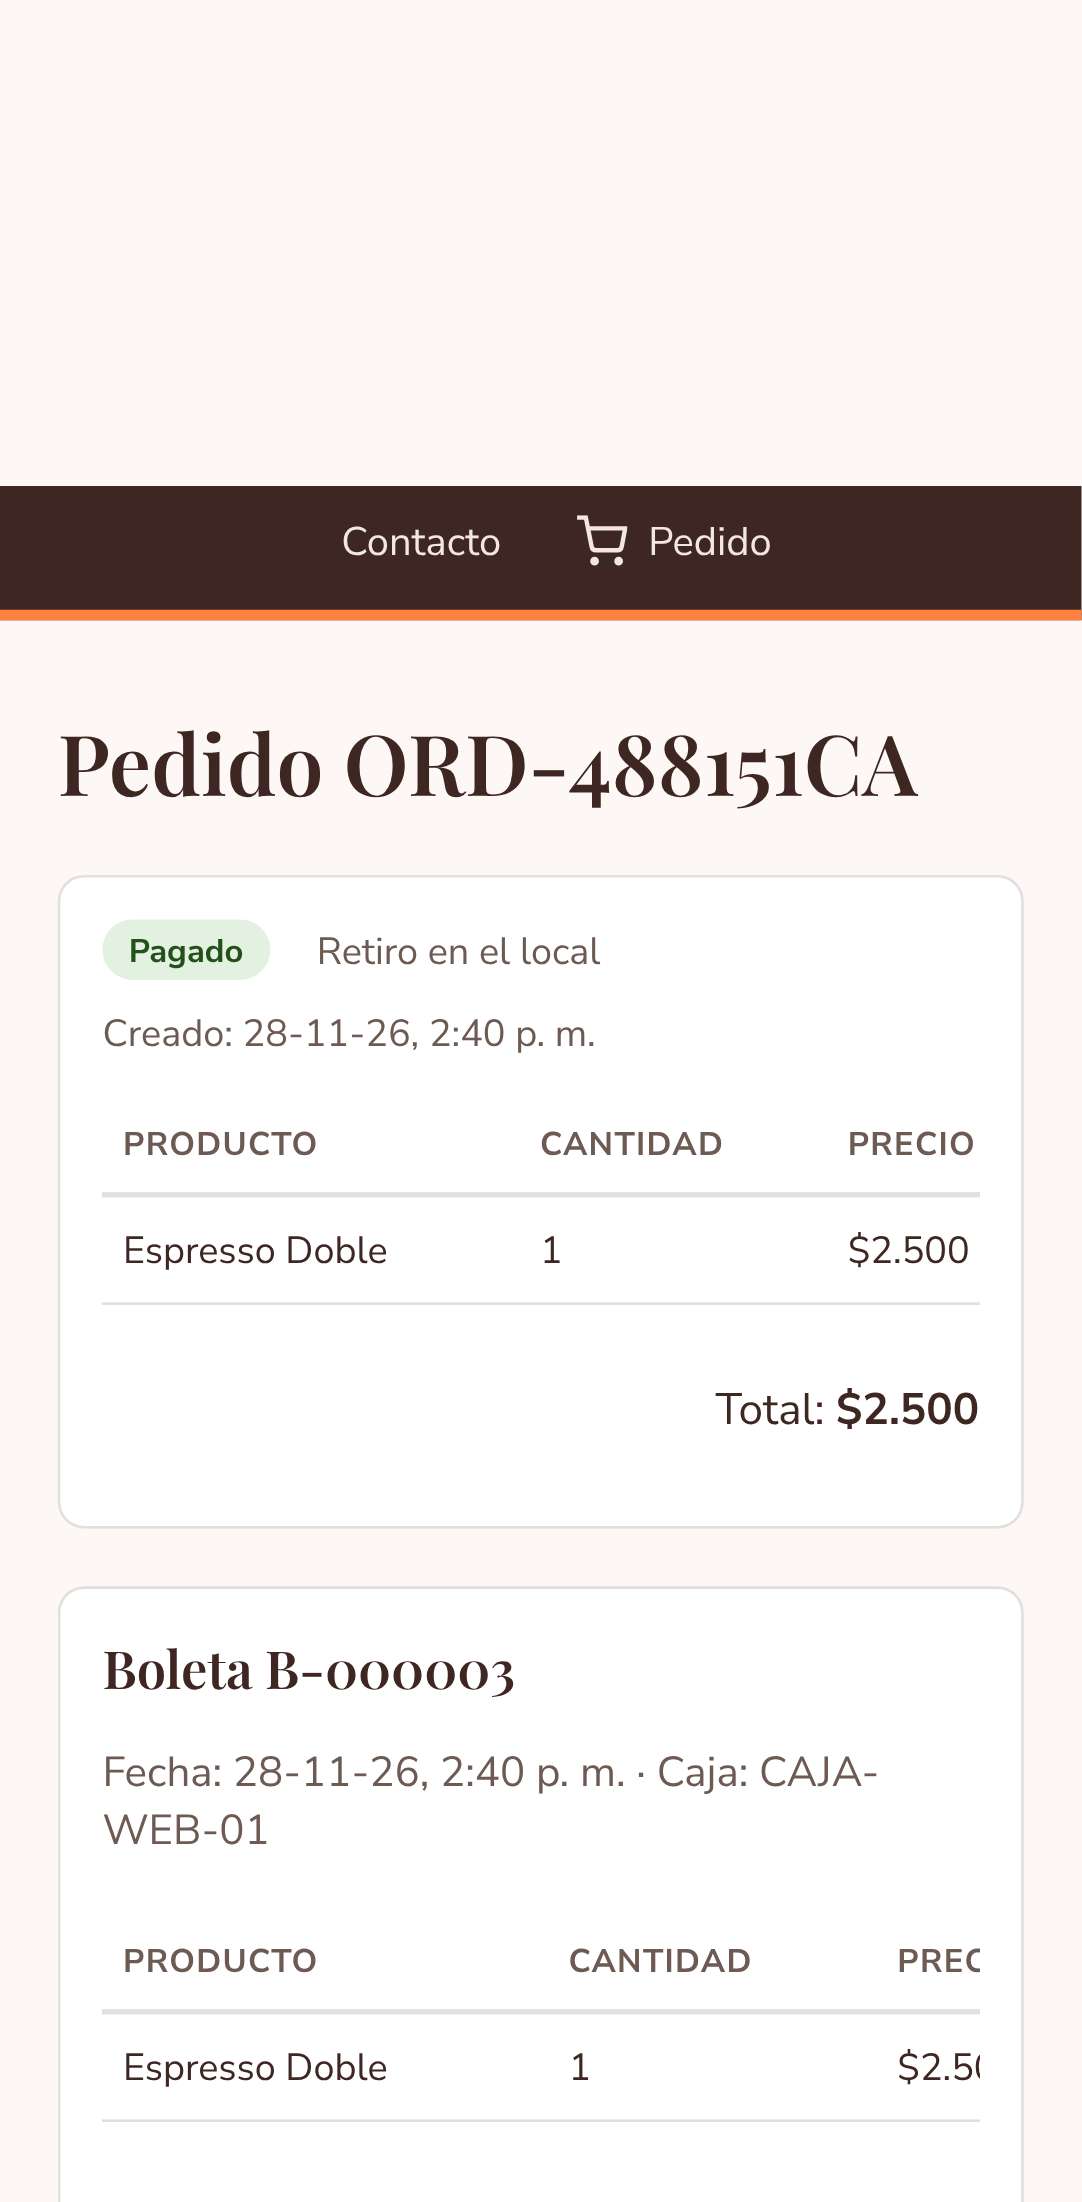 Contacto Pedido
Pedido ORD-488151CA
Pagado Retiro en el local
Creado: 28-11-26, 2:40 p. m.
PRODUCTO CANTIDAD PRECIO
Espresso Doble 1 $2.500
Total: $2.500
Boleta B-000003
Fecha: 28-11-26, 2:40 p. m. · Caja: CAJA-
WEB-01
PRODUCTO CANTIDAD
Espresso Doble 1